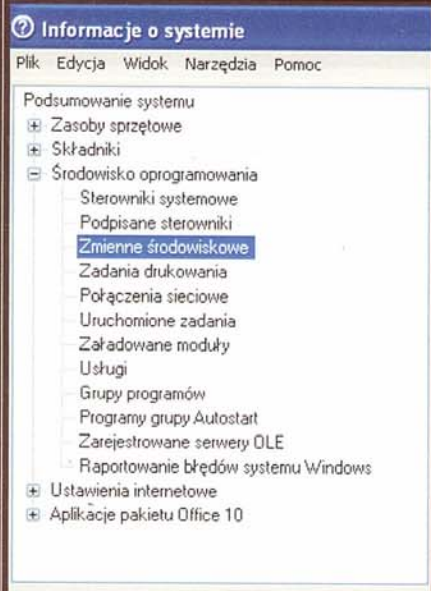 Informacje o systemie
Plik Edycja Widok Narzędzia Pomoc
Podsumowanie systemu
Zasoby sprzętowe
Składniki
Środowisko oprogramowania
Sterowniki systemowe
Podpisane sterowniki
Zmienne środowiskowe
Zadania drukowania
Połączenia sieciowe
Uruchomione zadania
Załadowane moduły
Usługi
Grupy programów
Programy grupy Autostart
Zarejestrowane serwery OLE
Raportowanie błędów systemu Windows
Ustawienia internetowe
Aplikacje pakietu Office 10